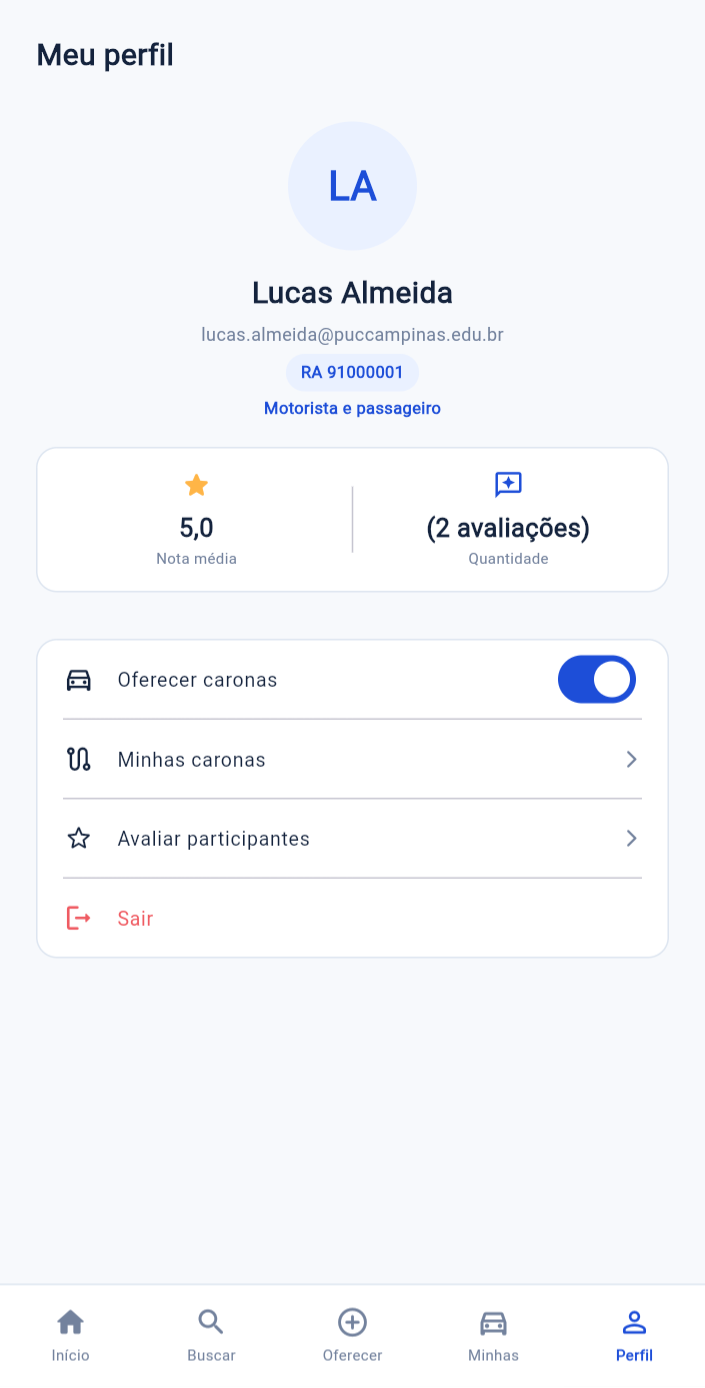 Meu perfil
LA
Lucas Almeida
lucas.almeida@puccampinas.edu.br
RA 91000001
Motorista e passageiro
5,0
Nota média
(2 avaliações)
Quantidade
Oferecer caronas
Minhas caronas
Avaliar participantes
Sair
Início
Buscar
Oferecer
Minhas
Perfil